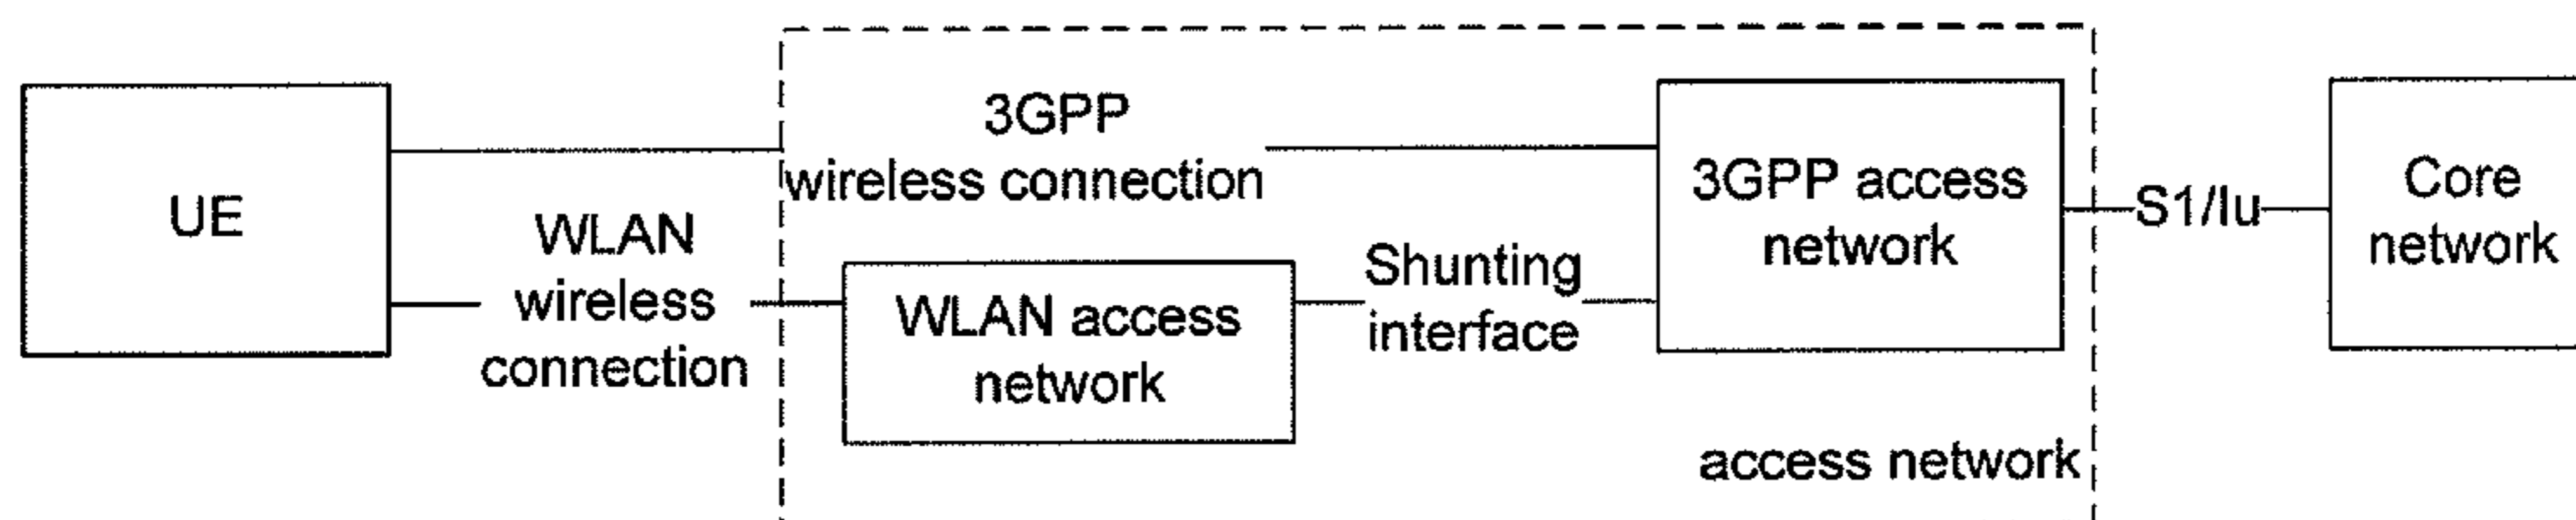 UE
3GPP
wireless connection
WLAN
wireless
connection
WLAN access
network
Shunting
interface
3GPP access
network
access network
S1/Iu
Core
network